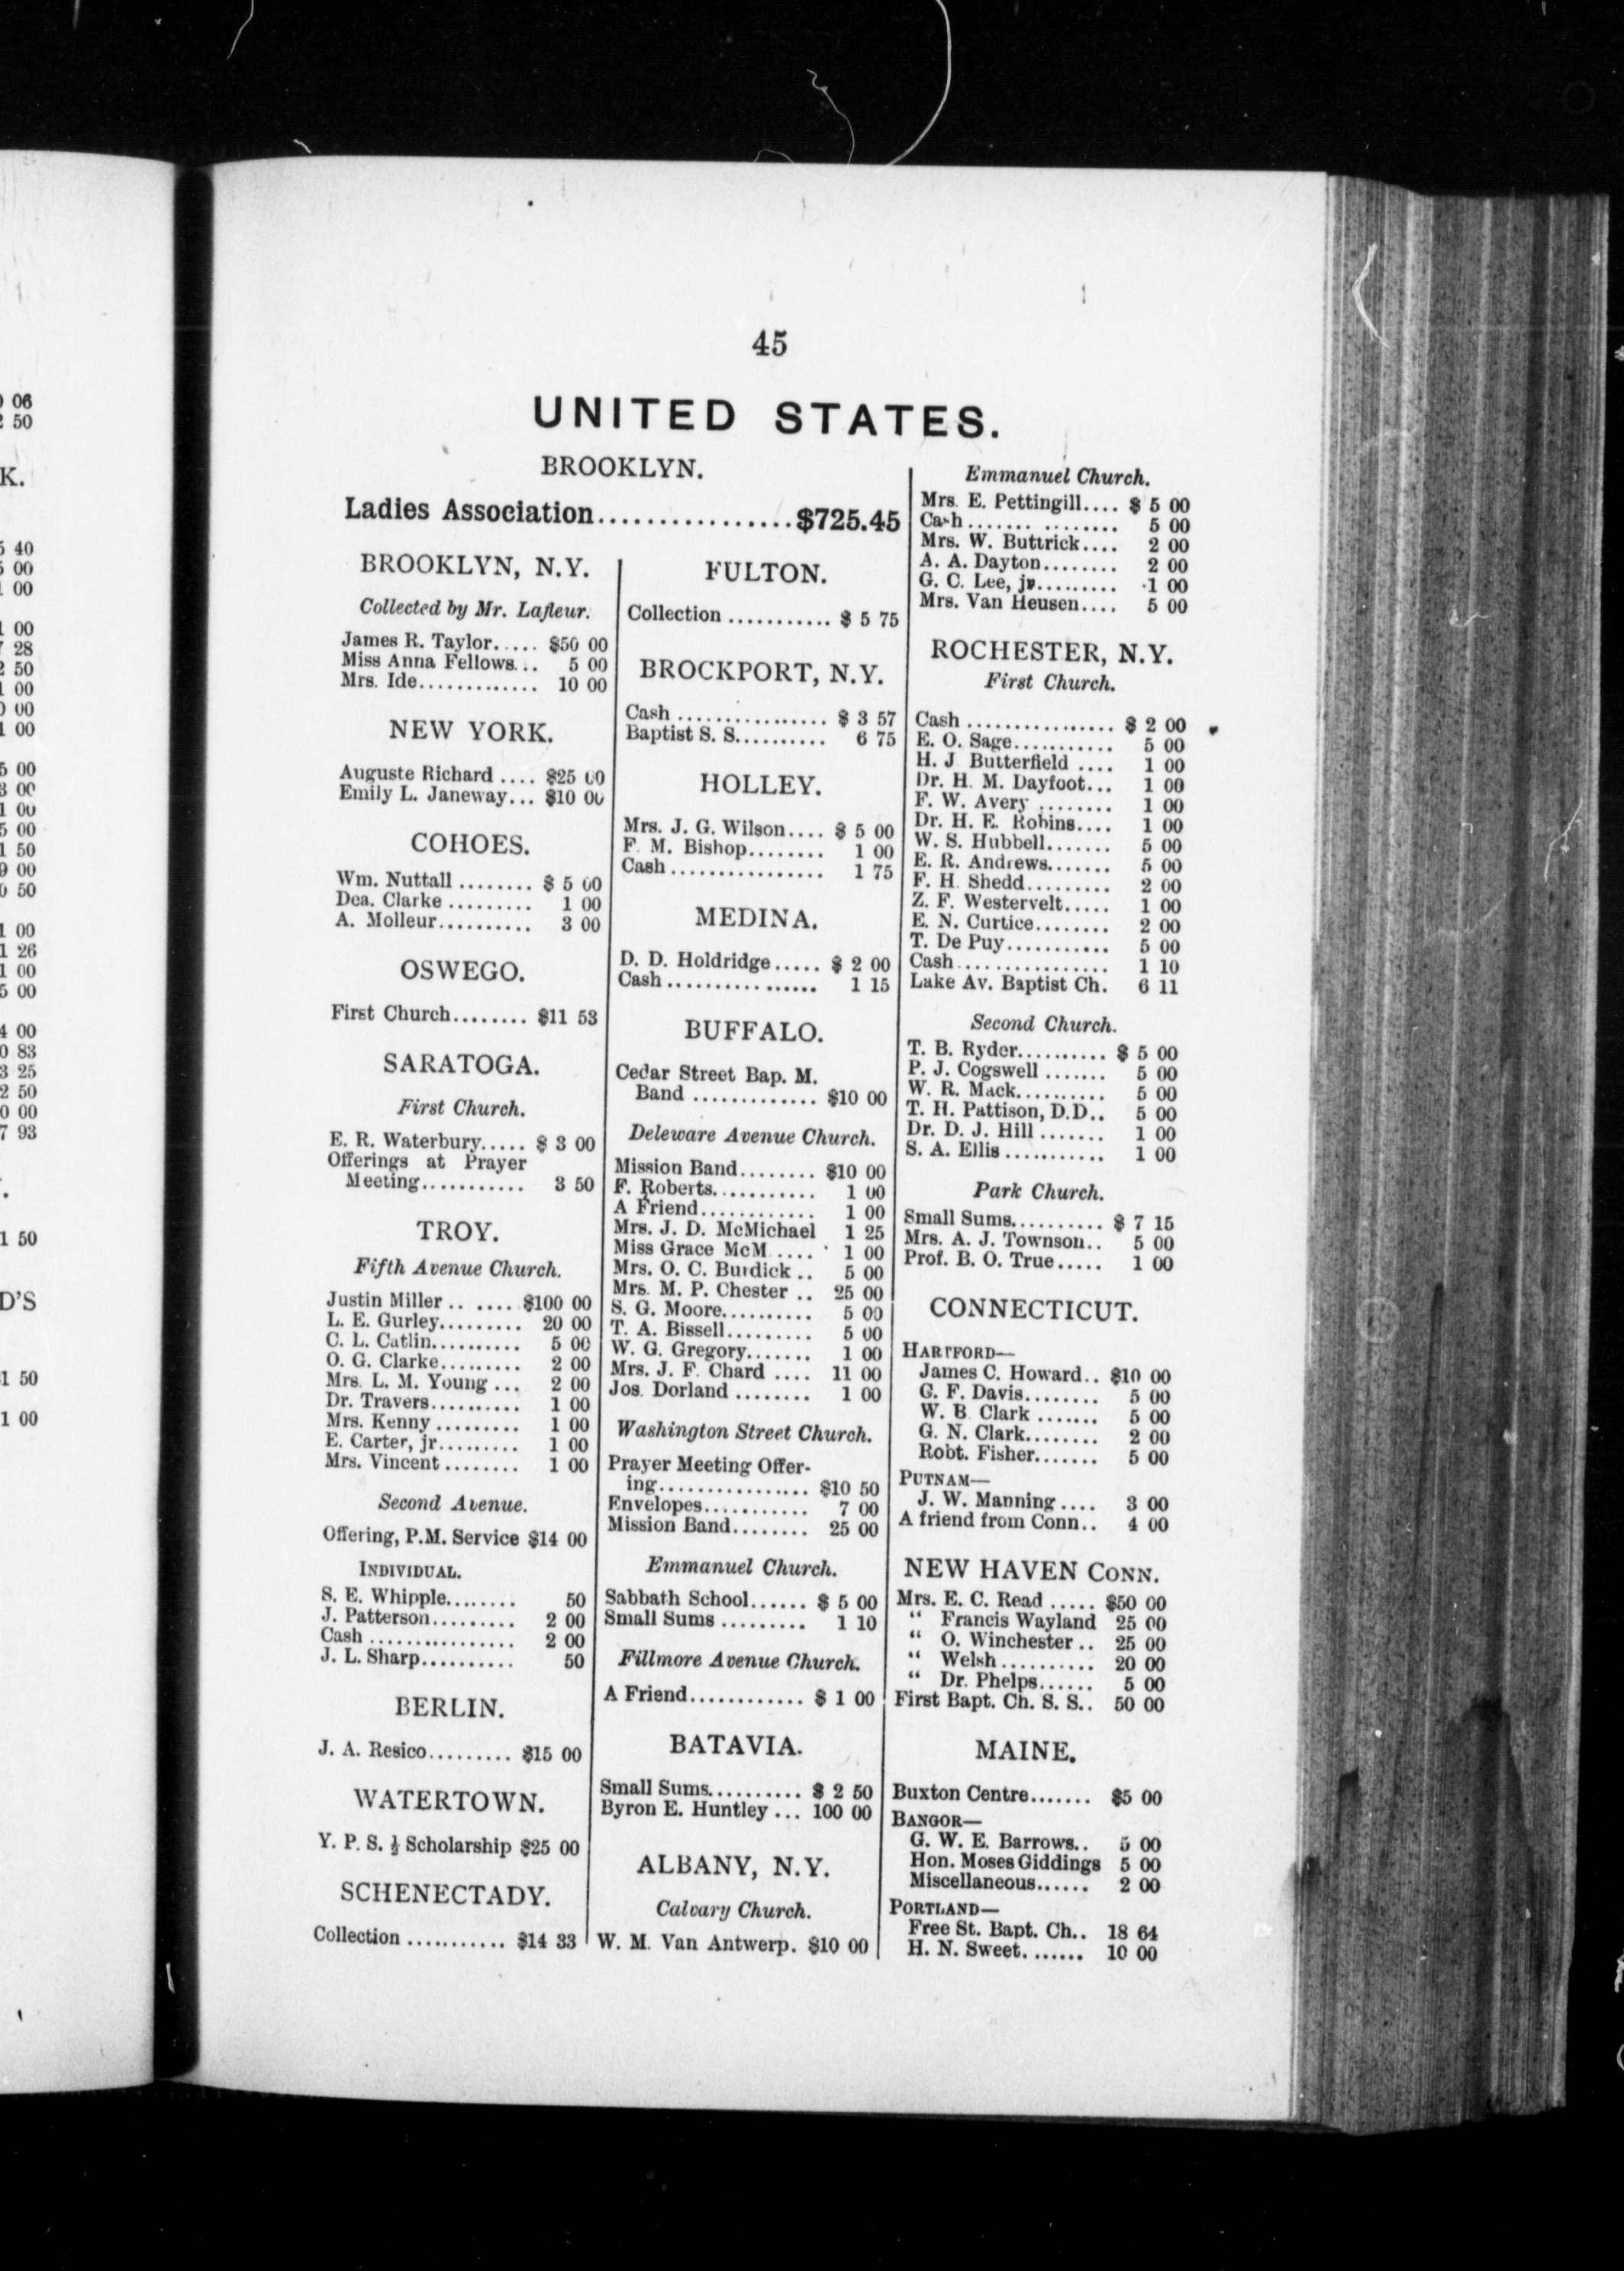 45
UNITED STATES.
BROOKLYN.
Ladies Association................$725.45
BROOKLYN, N.Y.
Collected by Mr. Lafleur.
James R. Taylor..... $50 00
Miss Anna Fellows... 5 00
Mrs. Ide............. 10 00
NEW YORK.
Auguste Richard .... $25 00
Emily L. Janeway... $10 00
COHOES.
Wm. Nuttall ........ $ 5 00
Dea. Clarke ......... 1 00
A. Molleur.......... 3 00
OSWEGO.
First Church........ $11 53
SARATOGA.
First Church.
E. R. Waterbury..... $ 3 00
Offerings at Prayer
Meeting........... 3 50
TROY.
Fifth Avenue Church.
Justin Miller .. ..... $100 00
L. E. Gurley......... 20 00
C. L. Catlin.......... 5 00
O. G. Clarke......... 2 00
Mrs. L. M. Young ... 2 00
Dr. Travers.......... 1 00
Mrs. Kenny ......... 1 00
E. Carter, jr......... 1 00
Mrs. Vincent ........ 1 00
Second Avenue.
Offering, P.M. Service $14 00
INDIVIDUAL.
S. E. Whipple........ 50
J. Patterson......... 2 00
Cash ................ 2 00
J. L. Sharp.......... 50
BERLIN.
J. A. Resico......... $15 00
WATERTOWN.
Y. P. S. ½ Scholarship $25 00
SCHENECTADY.
Collection ........... $14 33
FULTON.
Collection ........... $ 5 75
BROCKPORT, N.Y.
Cash ................ $ 3 57
Baptist S. S.......... 6 75
HOLLEY.
Mrs. J. G. Wilson.... $ 5 00
F. M. Bishop........ 1 00
Cash ................ 1 75
MEDINA.
D. D. Holdridge..... $ 2 00
Cash ................ 1 15
BUFFALO.
Cedar Street Bap. M.
Band ............. $10 00
Deleware Avenue Church.
Mission Band........ $10 00
F. Roberts........... 1 00
A Friend............ 1 00
Mrs. J. D. McMichael 1 25
Miss Grace McM .... 1 00
Mrs. O. C. Burdick .. 5 00
Mrs. M. P. Chester .. 25 00
S. G. Moore.......... 5 00
T. A. Bissell......... 5 00
W. G. Gregory....... 1 00
Mrs. J. F. Chard .... 11 00
Jos. Dorland ........ 1 00
Washington Street Church.
Prayer Meeting Offer-
ing................ $10 50
Envelopes........... 7 00
Mission Band........ 25 00
Emmanuel Church.
Sabbath School...... $ 5 00
Small Sums ......... 1 10
Fillmore Avenue Church.
A Friend............ $ 1 00
BATAVIA.
Small Sums.......... $ 2 50
Byron E. Huntley ... 100 00
ALBANY, N.Y.
Calvary Church.
W. M. Van Antwerp. $10 00
Emmanuel Church.
Mrs. E. Pettingill.... $ 5 00
Cash ....... ........ 5 00
Mrs. W. Buttrick.... 2 00
A. A. Dayton........ 2 00
G. C. Lee, jr......... 1 00
Mrs. Van Heusen.... 5 00
ROCHESTER, N.Y.
First Church.
Cash ................ $ 2 00
E. O. Sage........... 5 00
H. J Butterfield .... 1 00
Dr. H. M. Dayfoot... 1 00
F. W. Avery ........ 1 00
Dr. H. E. Robins.... 1 00
W. S. Hubbell....... 5 00
E. R. Andrews....... 5 00
F. H. Shedd......... 2 00
Z. F. Westervelt..... 1 00
E. N. Curtice........ 2 00
T. De Puy........... 5 00
Cash ................ 1 10
Lake Av. Baptist Ch. 6 11
Second Church.
T. B. Ryder.......... $ 5 00
P. J. Cogswell ....... 5 00
W. R. Mack.......... 5 00
T. H. Pattison, D.D.. 5 00
Dr. D. J. Hill ....... 1 00
S. A. Ellis ........... 1 00
Park Church.
Small Sums.......... $ 7 15
Mrs. A. J. Townson.. 5 00
Prof. B. O. True..... 1 00
CONNECTICUT.
HARTFORD—
James C. Howard.. $10 00
G. F. Davis........ 5 00
W. B. Clark ....... 5 00
G. N. Clark........ 2 00
Robt. Fisher....... 5 00
PUTNAM—
J. W. Manning .... 3 00
A friend from Conn.. 4 00
NEW HAVEN CONN.
Mrs. E. C. Read ..... $50 00
“ Francis Wayland 25 00
“ O. Winchester .. 25 00
“ Welsh .......... 20 00
“ Dr. Phelps...... 5 00
First Bapt. Ch. S. S.. 50 00
MAINE.
Buxton Centre....... $5 00
BANGOR—
G. W. E. Barrows.. 5 00
Hon. Moses Giddings 5 00
Miscellaneous...... 2 00
PORTLAND—
Free St. Bapt. Ch.. 18 64
H. N. Sweet....... 10 00